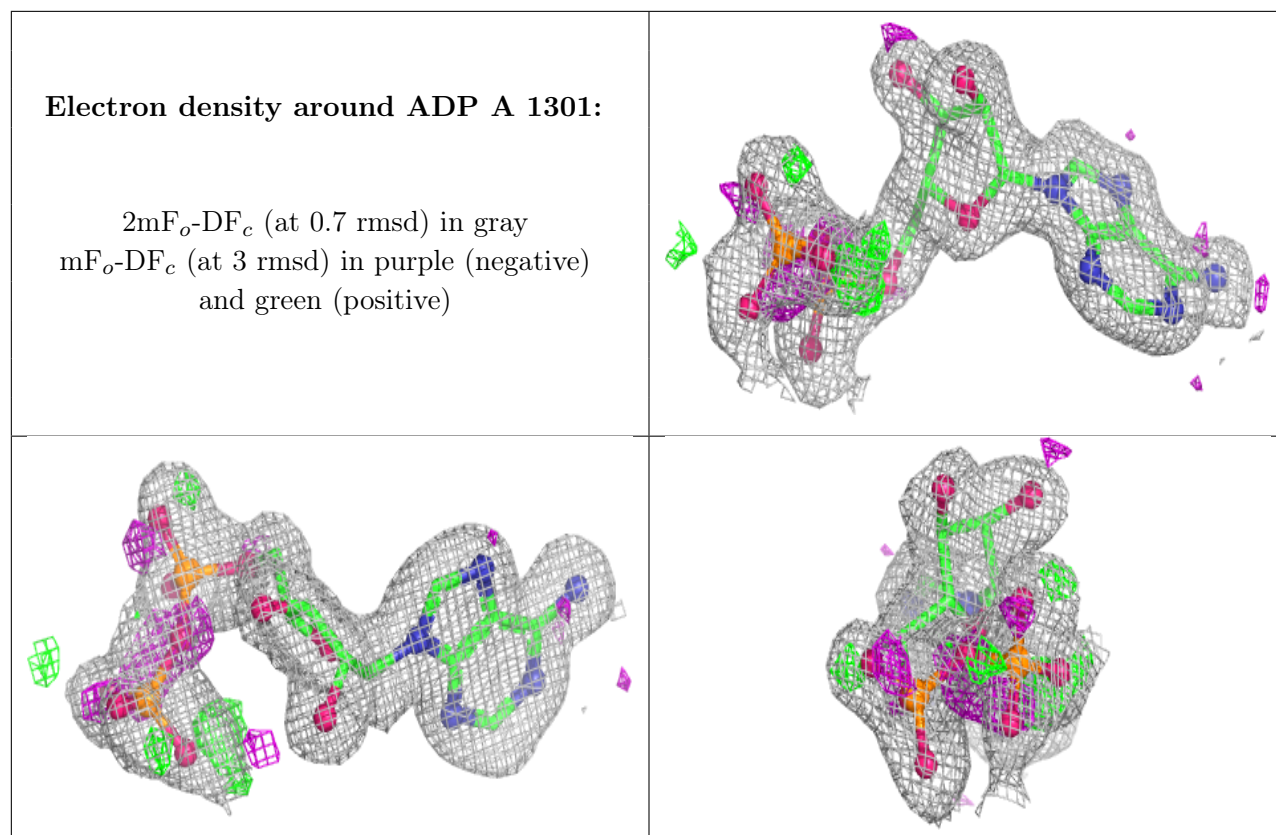 Electron density around ADP A 1301:
2mFo-DFc (at 0.7 rmsd) in gray
mFo-DFc (at 3 rmsd) in purple (negative)
and green (positive)